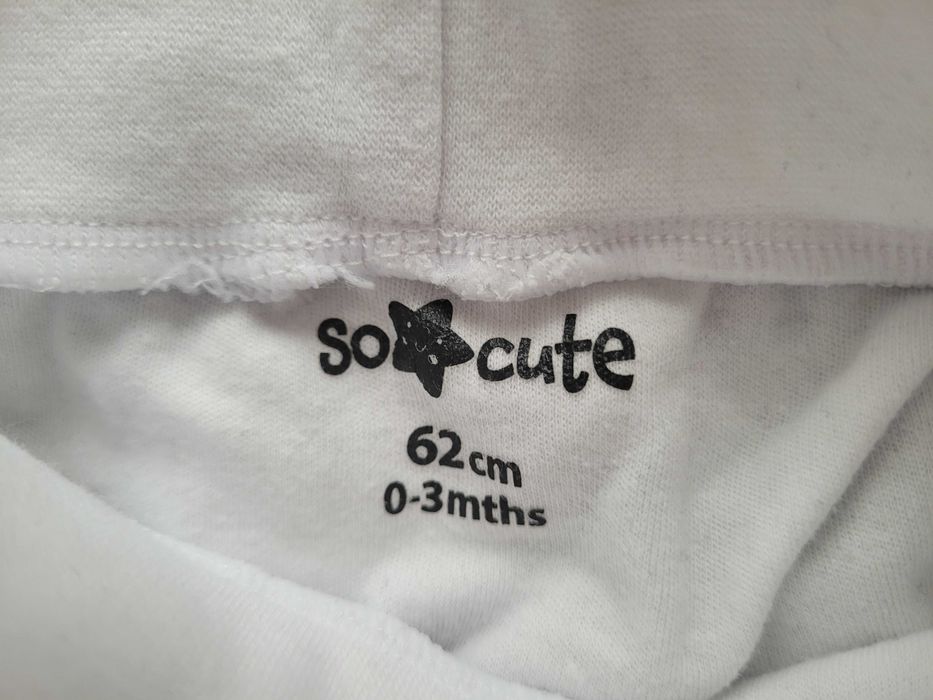 so cute
62cm
0-3mths